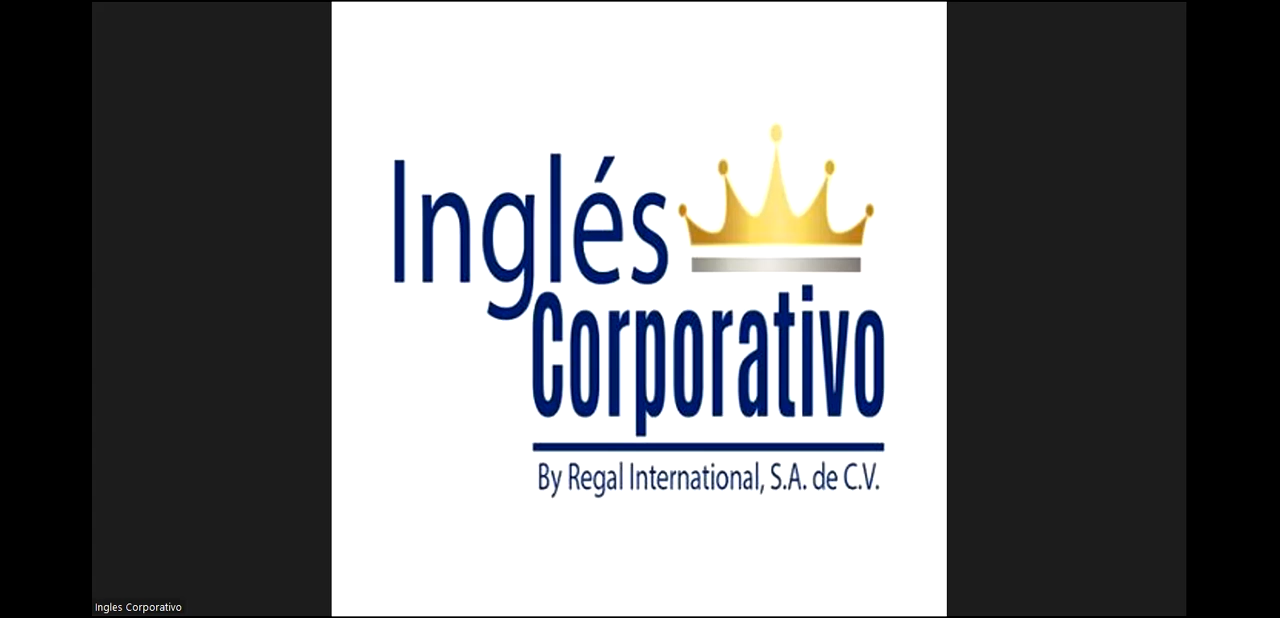 Inglés
Corporativo
By Regal International, S.A. de C.V.
Ingles Corporativo